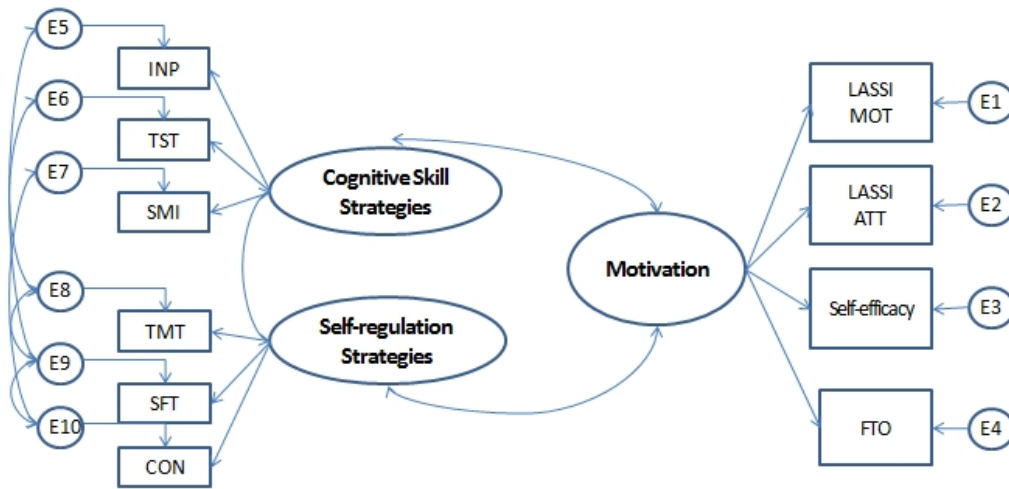 E5
INP
E6
TST
E7
SMI
Cognitive Skill
Strategies
E8
TMT
E9
SFT
E10
CON
Self-regulation
Strategies
Motivation
LASSI
MOT
E1
LASSI
ATT
E2
Self-efficacy
E3
FTO
E4